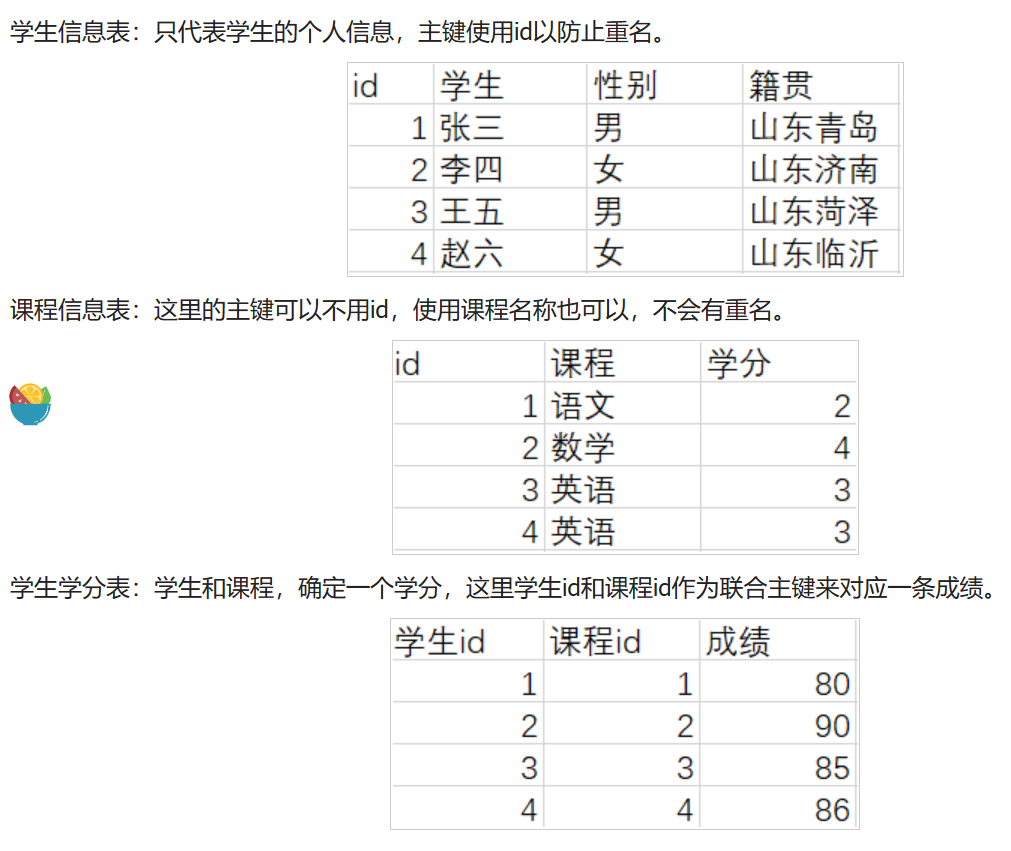 学生信息表：只代表学生的个人信息，主键使用id以防止重名。
id 学生 性别 籍贯
1 张三 男 山东青岛
2 李四 女 山东济南
3 王五 男 山东菏泽
4 赵六 女 山东临沂
课程信息表：这里的主键可以不用id，使用课程名称也可以，不会有重名。
id 课程 学分
1 语文 2
2 数学 4
3 英语 3
4 英语 3
学生学分表：学生和课程，确定一个学分，这里学生id和课程id作为联合主键来对应一条成绩。
学生id 课程id 成绩
1 1 80
2 2 90
3 3 85
4 4 86